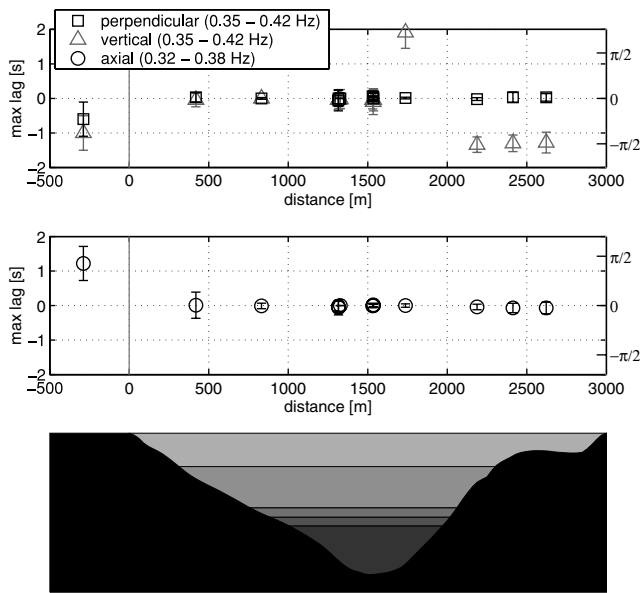 perpendicular (0.35 – 0.42 Hz)
vertical (0.35 – 0.42 Hz)
axial (0.32 – 0.38 Hz)
max lag [s]
2
1
0
−1
−2
π/2
0
−π/2
−500
0
500
1000
1500
2000
2500
3000
distance [m]
max lag [s]
2
1
0
−1
−2
π/2
0
−π/2
−500
0
500
1000
1500
2000
2500
3000
distance [m]